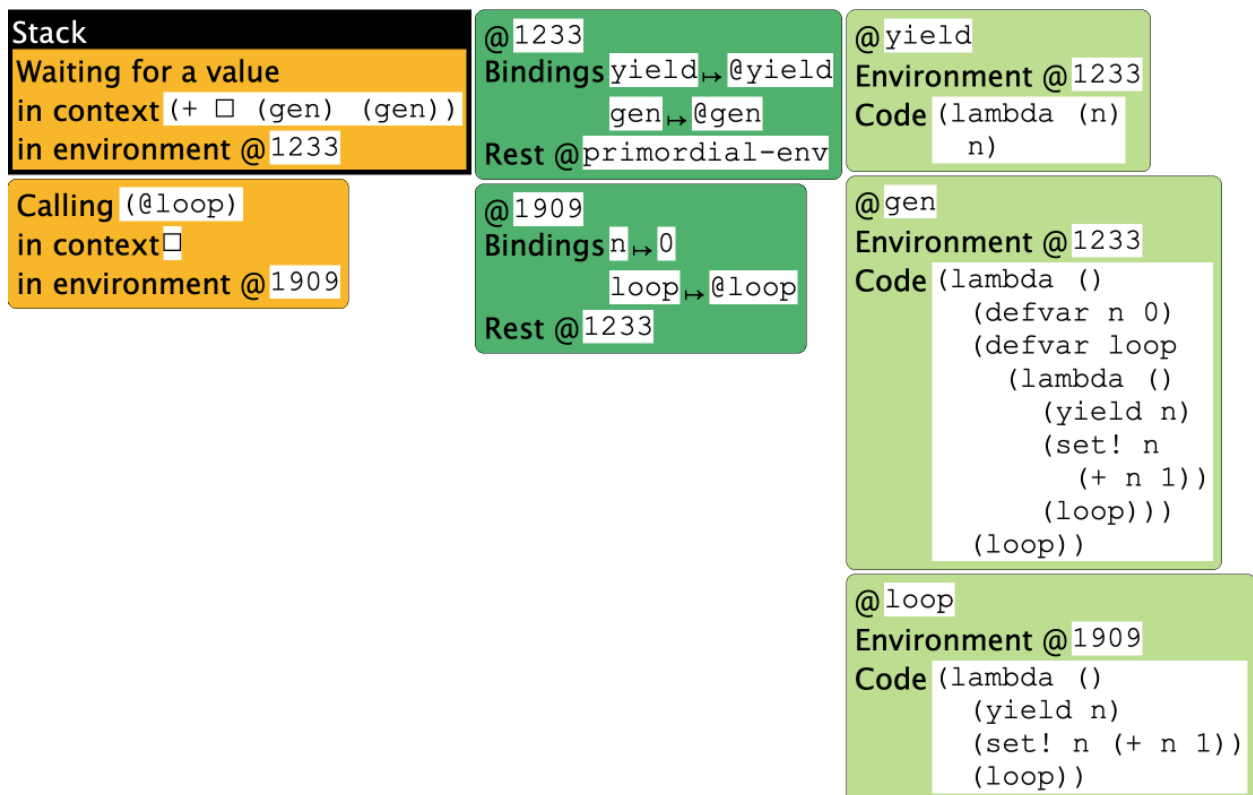 Stack
Waiting for a value
in context (+ □ (gen) (gen))
in environment @1233
Calling (@loop)
in context □
in environment @1909
@1233
Bindings yield ↦ @yield
gen ↦ @gen
Rest @primordial-env
@1909
Bindings n ↦ 0
loop ↦ @loop
Rest @1233
@yield
Environment @1233
Code (lambda (n)
n)
@gen
Environment @1233
Code (lambda ()
(defvar n 0)
(defvar loop
(lambda ()
(yield n)
(set! n
(+ n 1))
(loop)))
(loop))
@loop
Environment @1909
Code (lambda ()
(yield n)
(set! n (+ n 1))
(loop))